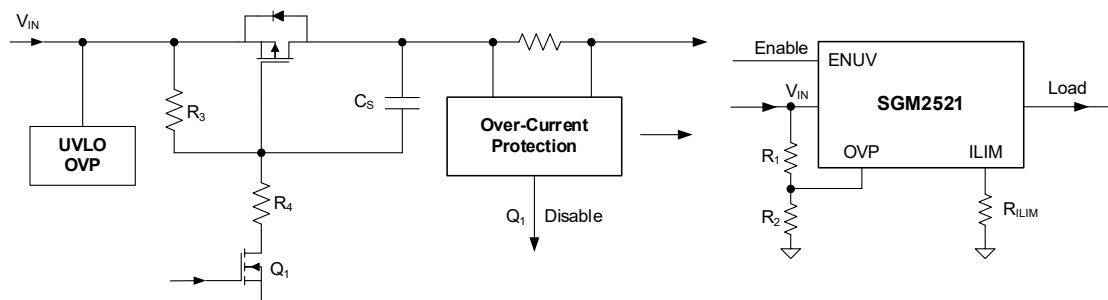 VIN
R3
CS
UVLO
OVP
R4
Q1
Over-Current
Protection
Q1 Disable
Enable
ENUV
VIN
SGM2521
Load
R1
OVP
ILIM
R2
RILIM